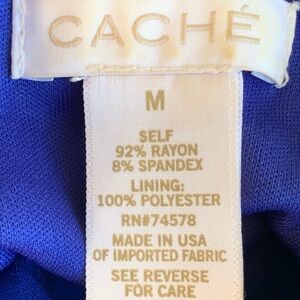 CACHÉ
M
SELF
92% RAYON
8% SPANDEX
LINING:
100% POLYESTER
RN#74578
MADE IN USA
OF IMPORTED FABRIC
SEE REVERSE
FOR CARE